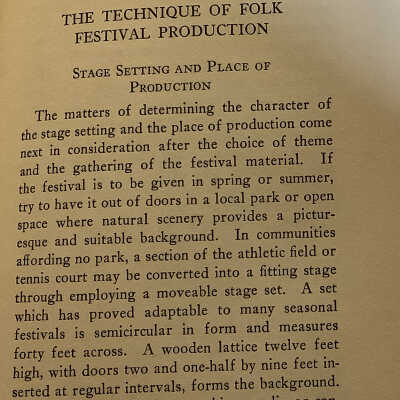 THE TECHNIQUE OF FOLK
FESTIVAL PRODUCTION
STAGE SETTING AND PLACE OF
PRODUCTION
The matters of determining the character of
the stage setting and the place of production come
next in consideration after the choice of theme
and the gathering of the festival material. If
the festival is to be given in spring or summer,
try to have it out of doors in a local park or open
space where natural scenery provides a pictur-
esque and suitable background. In communities
affording no park, a section of the athletic field or
tennis court may be converted into a fitting stage
through employing a moveable stage set. A set
which has proved adaptable to many seasonal
festivals is semicircular in form and measures
forty feet across. A wooden lattice twelve feet
high, with doors two and one-half by nine feet in-
serted at regular intervals, forms the background.